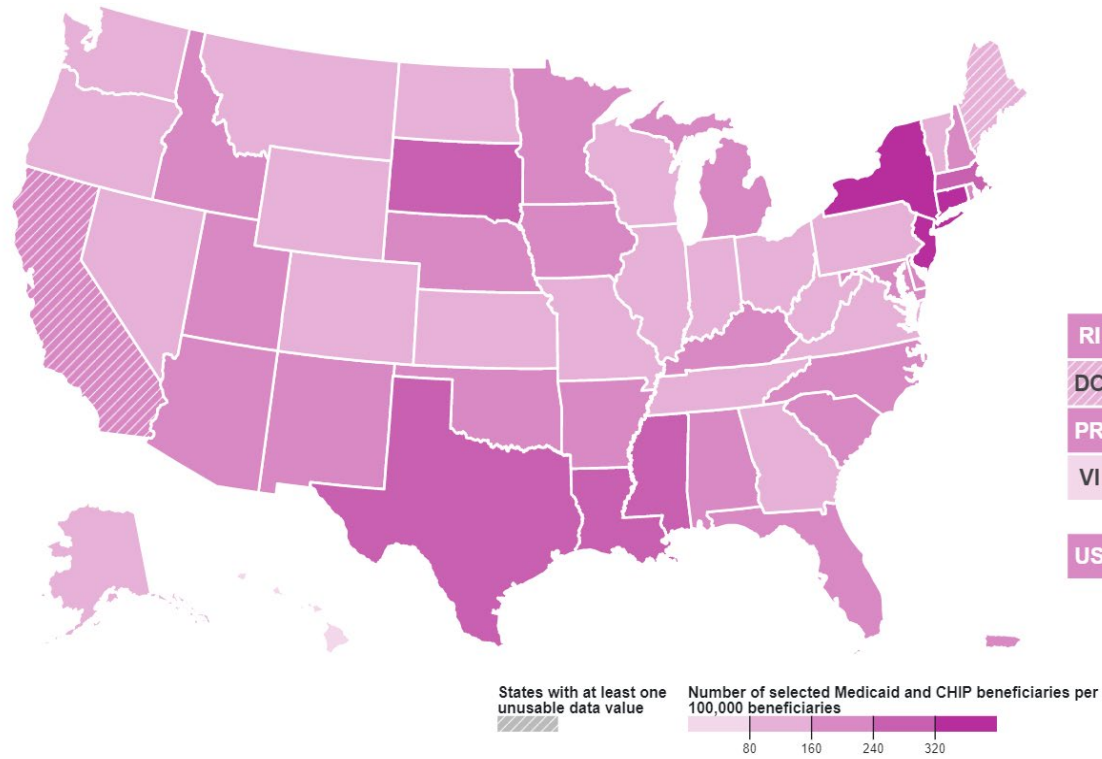 RI
DC
PR
VI
US
States with at least one
unusable data value
Number of selected Medicaid and CHIP beneficiaries per
100,000 beneficiaries
80 160 240 320